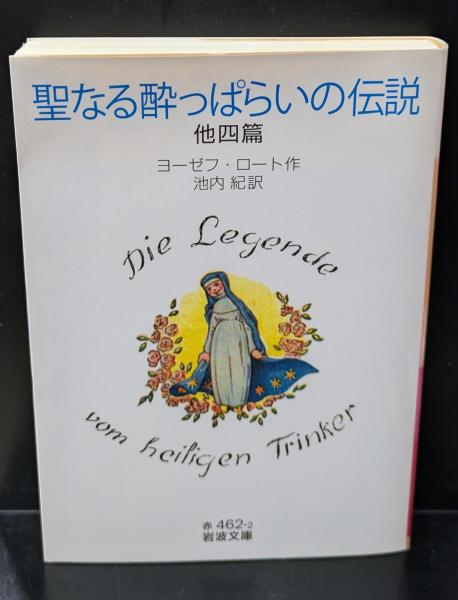 聖なる酔っぱらいの伝説
他四篇
ヨーゼフ・ロート作
池内 紀訳
Die Legende
vom heiligen Trinker
赤 462-2
岩波文庫